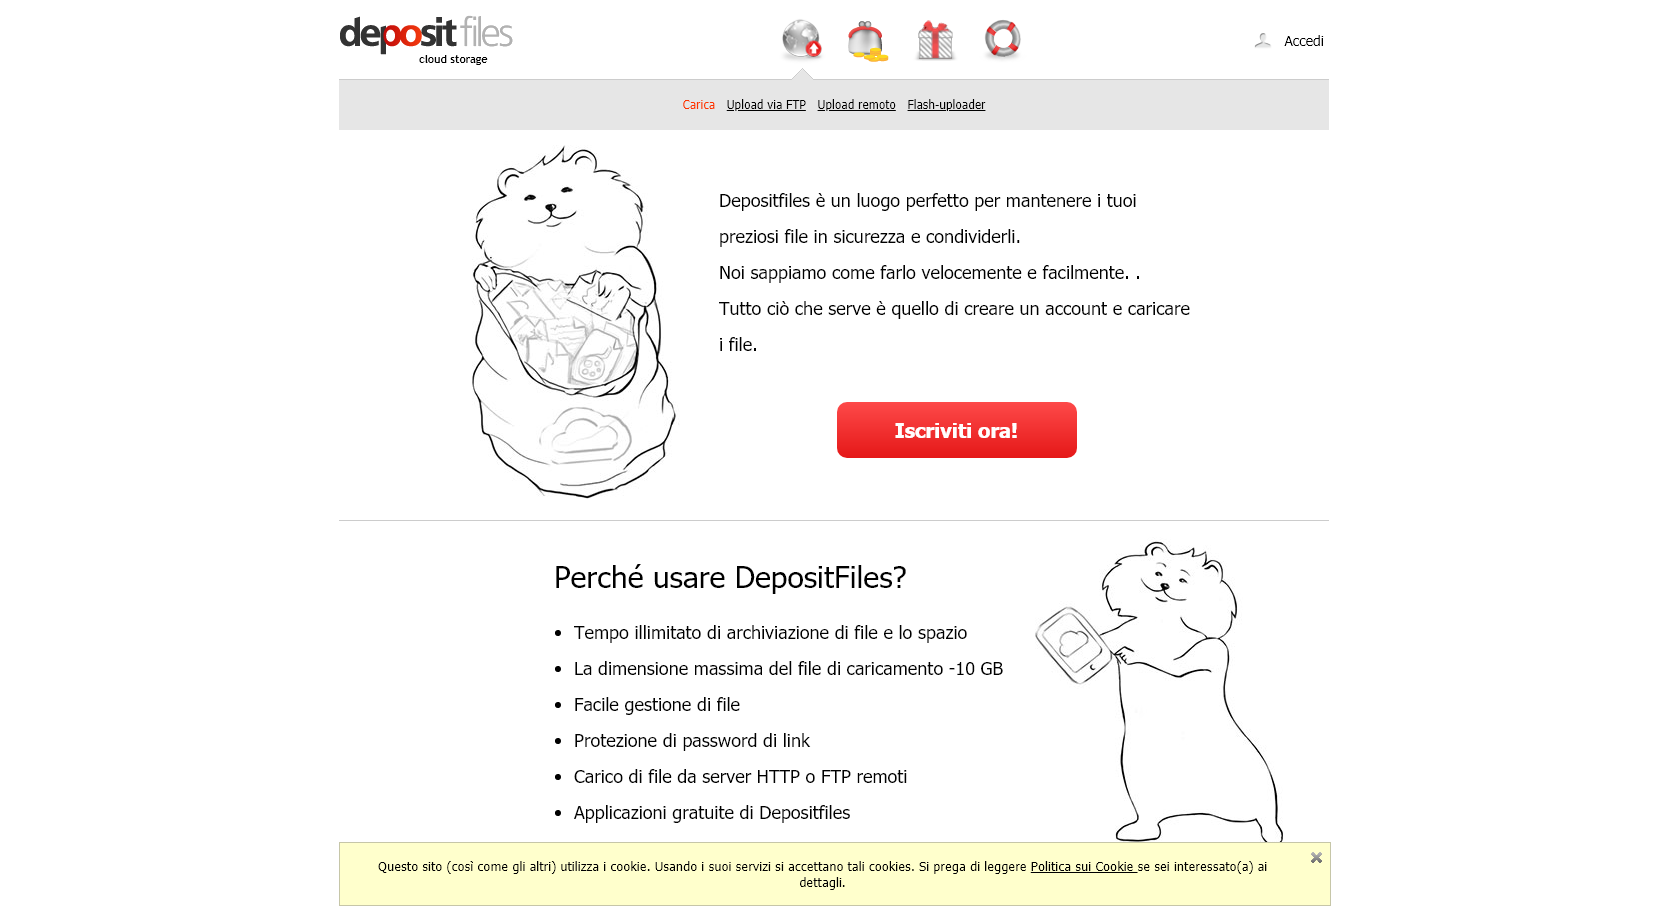 depositfiles
cloud storage
Accedi
Carica Upload via FTP Upload remoto Flash-uploader
Depositfiles è un luogo perfetto per mantenere i tuoi
preziosi file in sicurezza e condividerli.
Noi sappiamo come farlo velocemente e facilmente. .
Tutto ciò che serve è quello di creare un account e caricare
i file.
Iscriviti ora!
Perché usare DepositFiles?
• Tempo illimitato di archiviazione di file e lo spazio
• La dimensione massima del file di caricamento -10 GB
• Facile gestione di file
• Protezione di password di link
• Carico di file da server HTTP o FTP remoti
• Applicazioni gratuite di Depositfiles
Questo sito (così come gli altri) utilizza i cookie. Usando i suoi servizi si accettano tali cookies. Si prega di leggere Politica sui Cookie se sei interessato(a) ai
dettagli.